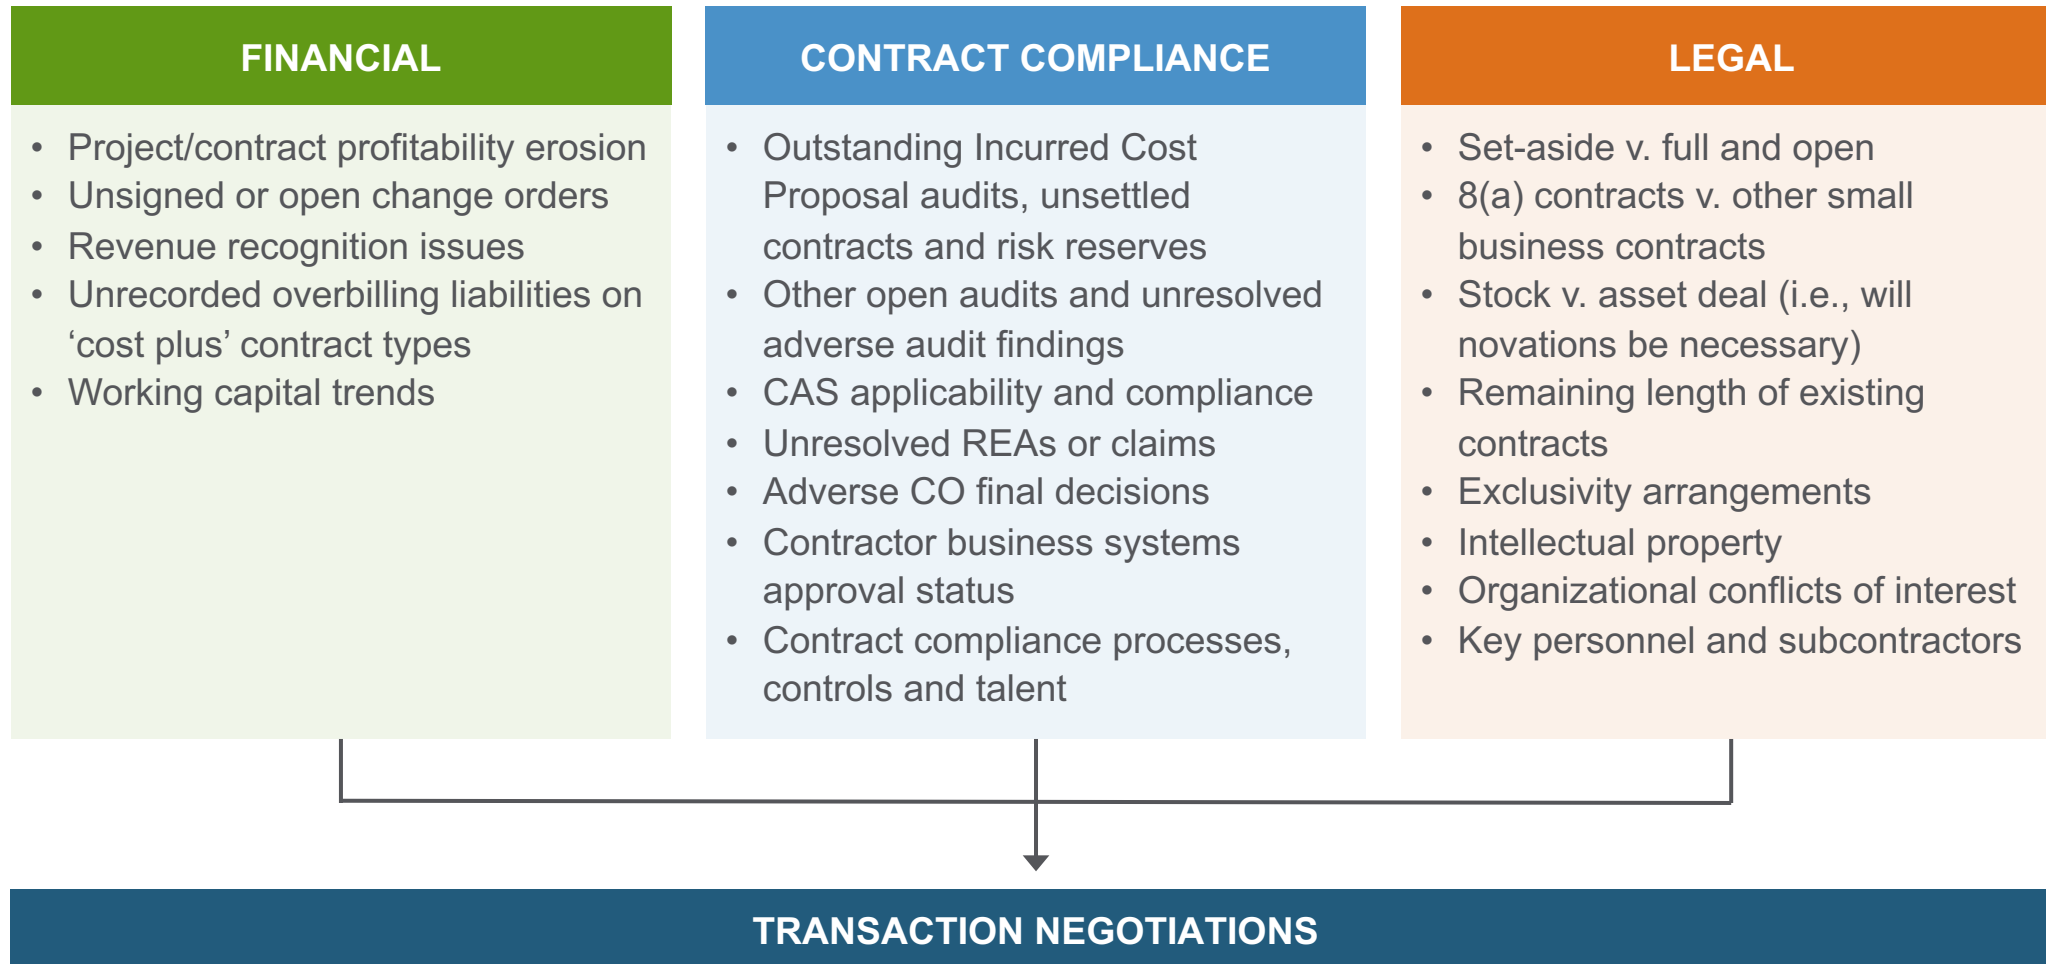 FINANCIAL
• Project/contract profitability erosion
• Unsigned or open change orders
• Revenue recognition issues
• Unrecorded overbilling liabilities on
‘cost plus’ contract types
• Working capital trends
CONTRACT COMPLIANCE
• Outstanding Incurred Cost
Proposal audits, unsettled
contracts and risk reserves
• Other open audits and unresolved
adverse audit findings
• CAS applicability and compliance
• Unresolved REAs or claims
• Adverse CO final decisions
• Contractor business systems
approval status
• Contract compliance processes,
controls and talent
LEGAL
• Set-aside v. full and open
• 8(a) contracts v. other small
business contracts
• Stock v. asset deal (i.e., will
novations be necessary)
• Remaining length of existing
contracts
• Exclusivity arrangements
• Intellectual property
• Organizational conflicts of interest
• Key personnel and subcontractors
TRANSACTION NEGOTIATIONS